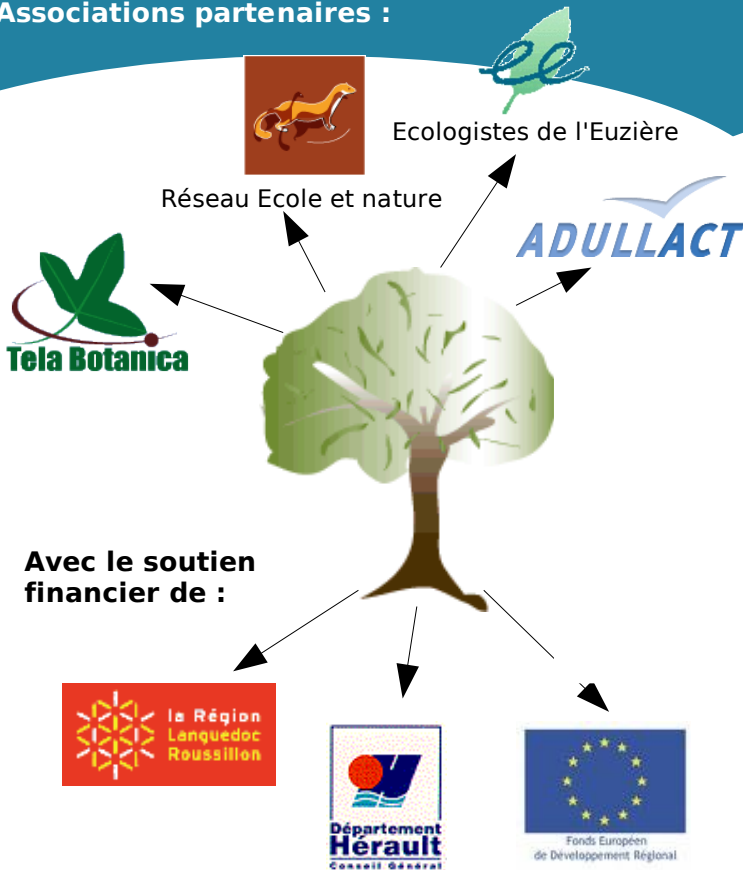 Associations partenaires :
Ecologistes de l'Euzière
Réseau Ecole et nature
ADULLACT
Tela Botanica
Avec le soutien
financier de :
la Région
Languedoc
Roussillon
Département
Hérault
Conseil Général
Fonds Européen
de Développement Régional